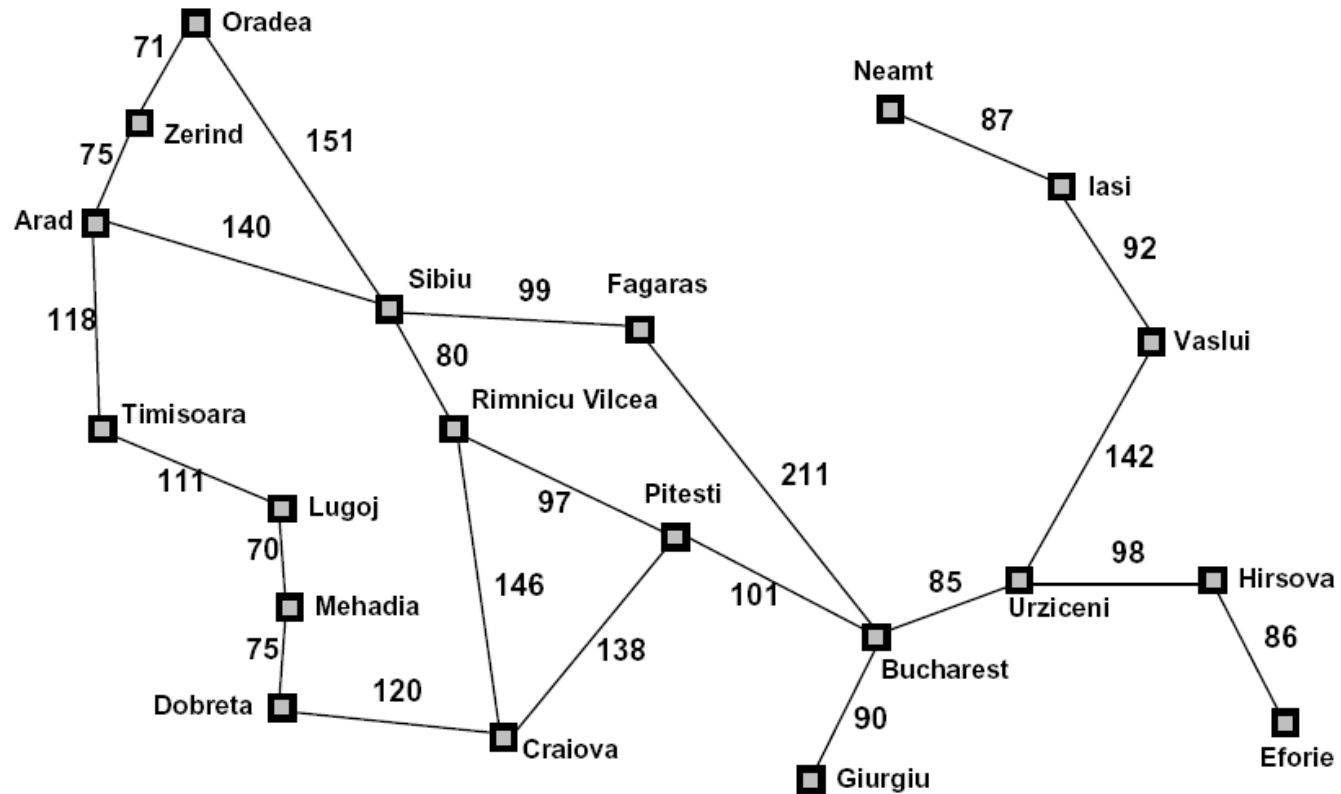 Oradea
71
Neamt
87
Zerind
151
75
Iasi
Arad
140
92
Sibiu
99
Fagaras
118
Vaslui
80
Timisoara
Rimnicu Vilcea
142
111
211
Lugoj
97
Pitesti
70
98
Hirsova
146
101
85
Urziceni
Mehadia
86
75
138
Bucharest
120
Dobreta
90
Craiova
Eforie
Giurgiu